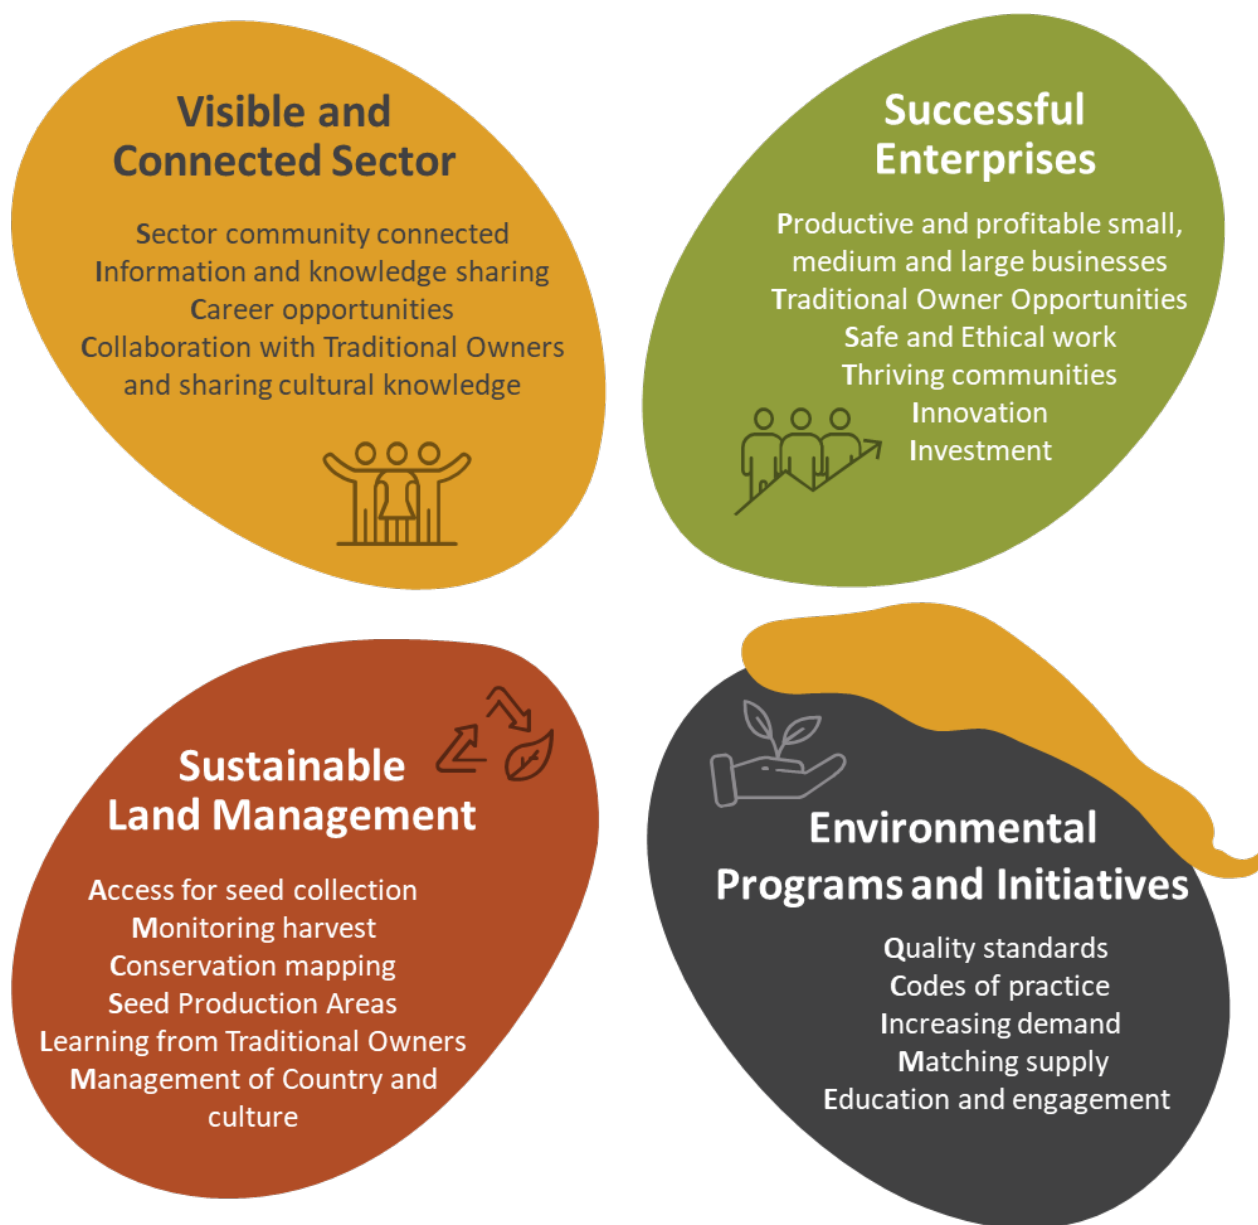 Visible and
Connected Sector
Sector community connected
Information and knowledge sharing
Career opportunities
Collaboration with Traditional Owners
and sharing cultural knowledge
Successful
Enterprises
Productive and profitable small,
medium and large businesses
Traditional Owner Opportunities
Safe and Ethical work
Thriving communities
Innovation
Investment
Sustainable
Land Management
Access for seed collection
Monitoring harvest
Conservation mapping
Seed Production Areas
Learning from Traditional Owners
Management of Country and
culture
Environmental
Programs and Initiatives
Quality standards
Codes of practice
Increasing demand
Matching supply
Education and engagement